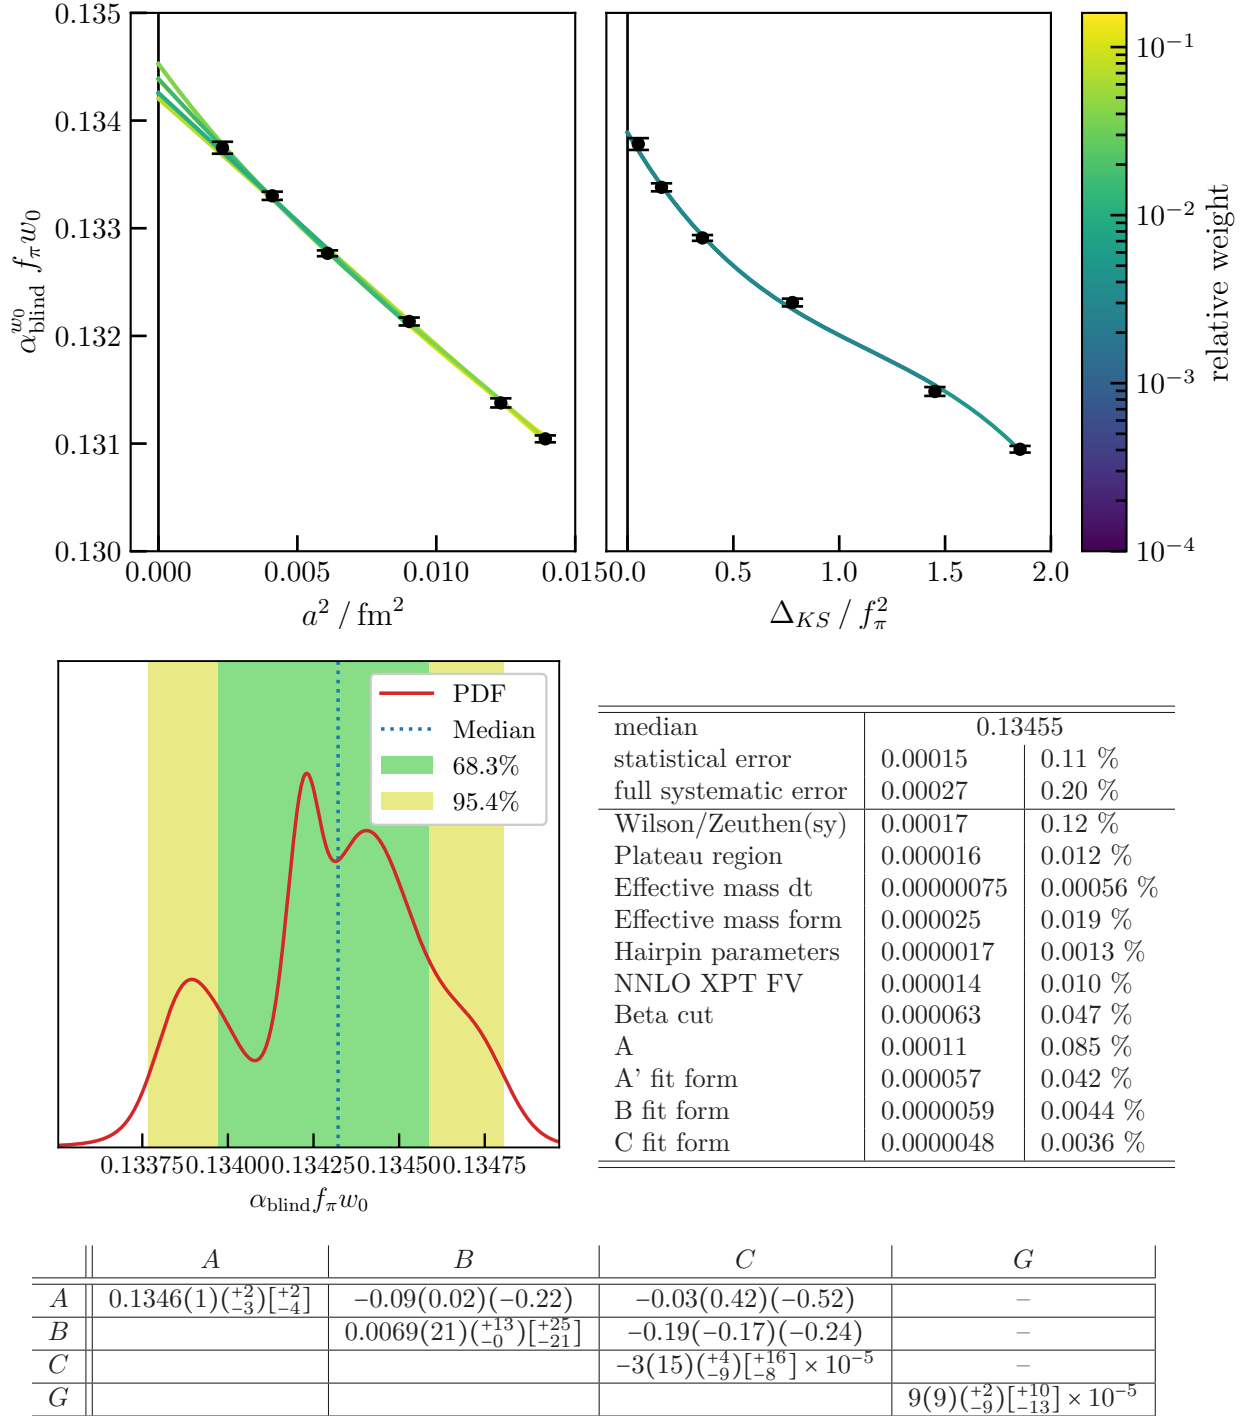 0.135
0.134
0.133
0.132
0.131
0.130
α_blind^{w_0} f_π w_0
0.000 0.005 0.010 0.015
a² / fm²
0.0 0.5 1.0 1.5 2.0
Δ_{KS} / f_π²
10⁻¹
10⁻²
10⁻³
10⁻⁴
relative weight
PDF
Median
68.3%
95.4%
0.13375 0.13400 0.13425 0.13450 0.13475
α_blind f_π w_0
median 0.13455
statistical error 0.00015 0.11 %
full systematic error 0.00027 0.20 %
Wilson/Zeuthen(sy) 0.00017 0.12 %
Plateau region 0.000016 0.012 %
Effective mass dt 0.00000075 0.00056 %
Effective mass form 0.000025 0.019 %
Hairpin parameters 0.0000017 0.0013 %
NNLO XPT FV 0.000014 0.010 %
Beta cut 0.000063 0.047 %
A 0.00011 0.085 %
A' fit form 0.000057 0.042 %
B fit form 0.0000059 0.0044 %
C fit form 0.0000048 0.0036 %
A B C G
A 0.1346(1)(^{+2}_{−3})[^{+2}_{−4}] −0.09(0.02)(−0.22) −0.03(0.42)(−0.52) –
B 0.0069(21)(^{+13}_{−0})[^{+25}_{−21}] −0.19(−0.17)(−0.24) –
C −3(15)(^{+4}_{−9})[^{+16}_{−8}] × 10⁻⁵ –
G 9(9)(^{+2}_{−9})[^{+10}_{−13}] × 10⁻⁵